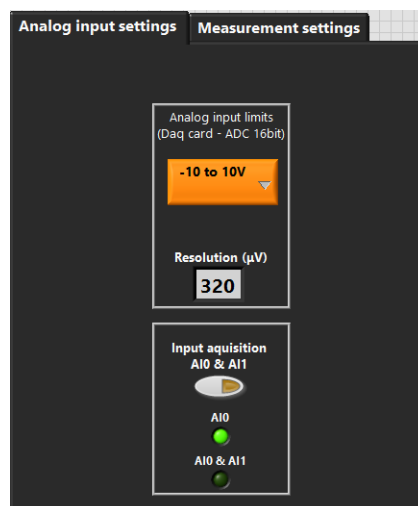 Analog input settings
Measurement settings
Analog input limits
(Daq card - ADC 16bit)
-10 to 10V
Resolution (µV)
320
Input aquisition
AI0 & AI1
AI0
AI0 & AI1